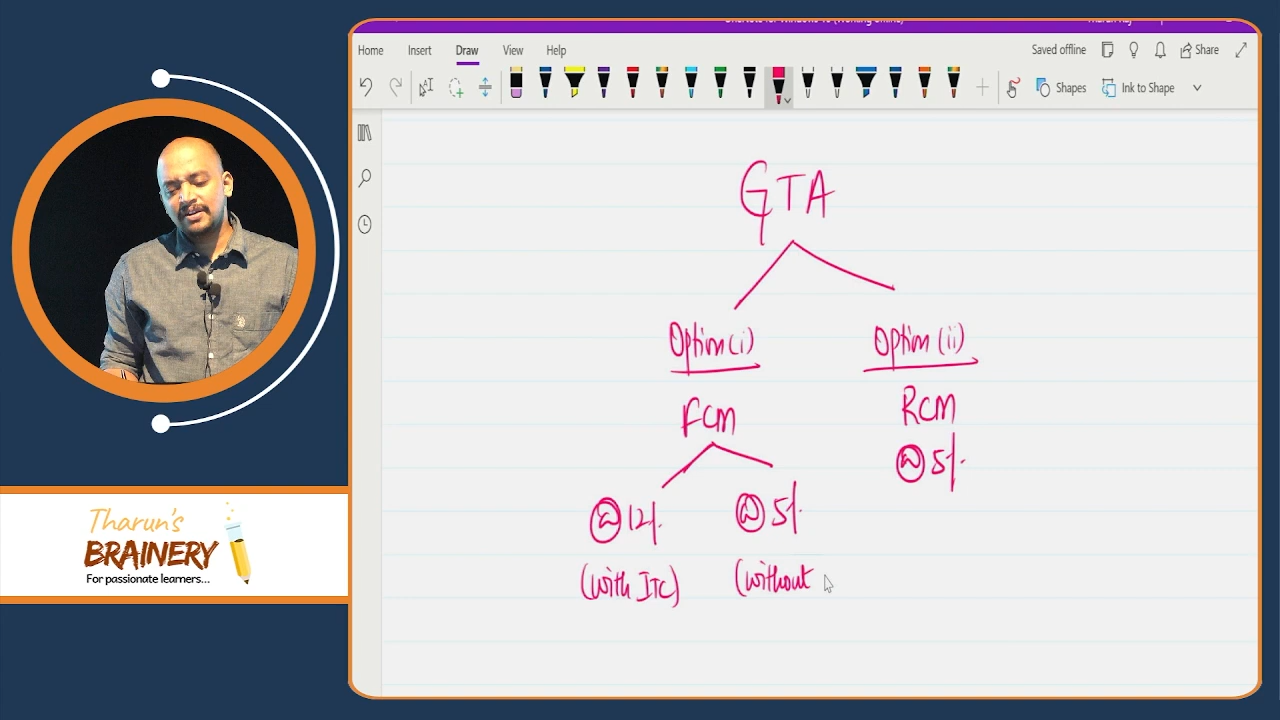 Home Insert Draw View Help Saved offline Share
Shapes Ink to Shape
GTA
Option(i) Option(ii)
FCM RCM
@ 5%
@ 12% @ 5%
(with ITC) (without
Tharun's
BRAINERY
For passionate learners...